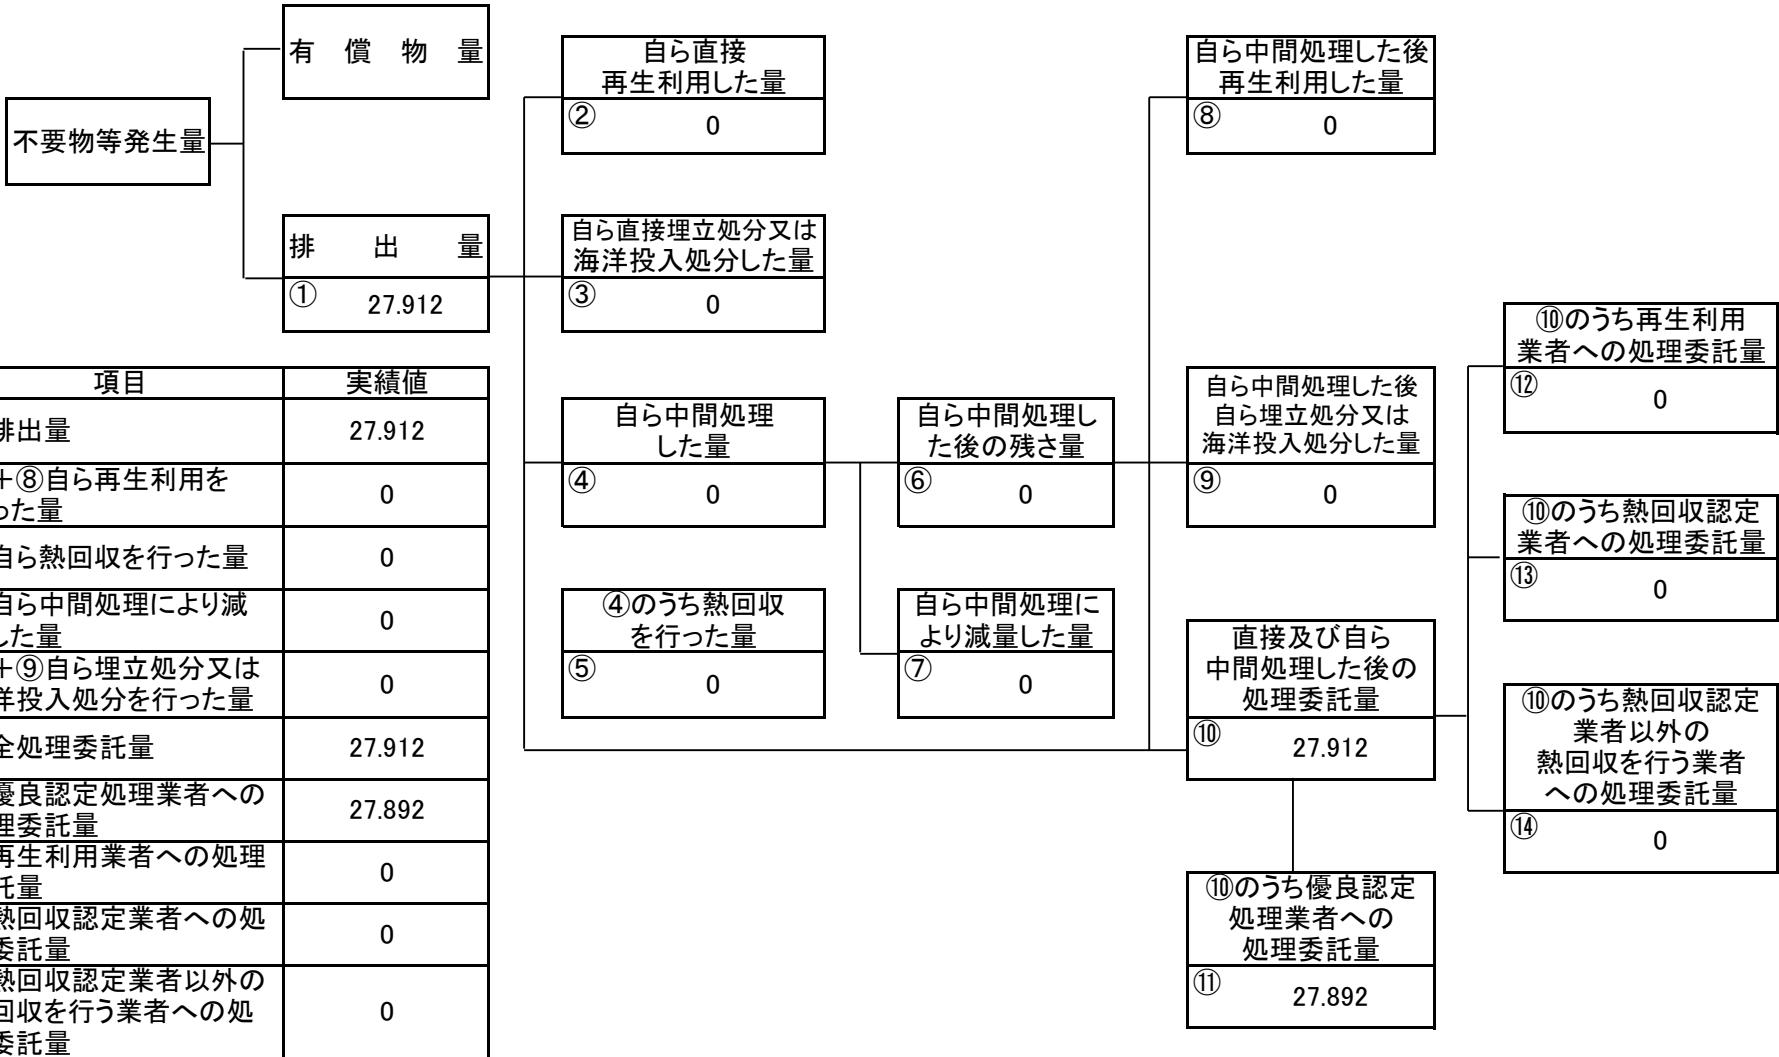 有償物量
不要物等発生量
排出量
① 27.912
自ら直接
再生利用した量
② 0
自ら直接埋立処分又は
海洋投入処分した量
③ 0
自ら中間処理
した量
④ 0
④のうち熱回収
を行った量
⑤ 0
自ら中間処理し
た後の残さ量
⑥ 0
自ら中間処理に
より減量した量
⑦ 0
自ら中間処理した後
再生利用した量
⑧ 0
自ら中間処理した後
自ら埋立処分又は
海洋投入処分した量
⑨ 0
直接及び自ら
中間処理した後の
処理委託量
⑩ 27.912
⑩のうち優良認定
処理業者への
処理委託量
⑪ 27.892
⑩のうち再生利用
業者への処理委託量
⑫ 0
⑩のうち熱回収認定
業者への処理委託量
⑬ 0
⑩のうち熱回収認定
業者以外の
熱回収を行う業者
への処理委託量
⑭ 0
項目 実績値
排出量 27.912
+⑧自ら再生利用を
った量 0
自ら熱回収を行った量 0
自ら中間処理により減
した量 0
+⑨自ら埋立処分又は
洋投入処分を行った量 0
全処理委託量 27.912
優良認定処理業者への
理委託量 27.892
再生利用業者への処理
託量 0
熱回収認定業者への処
委託量 0
熱回収認定業者以外の
回収を行う業者への処
委託量 0